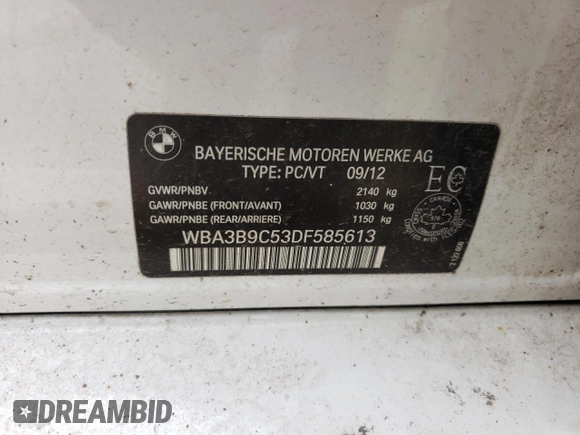 BMW
BAYERISCHE MOTOREN WERKE AG
TYPE: PC/VT 09/12
EC
GVWR/PNBV 2140 kg
GAWR/PNBE (FRONT/AVANT) 1030 kg
GAWR/PNBE (REAR/ARRIERE) 1150 kg
WBA3B9C53DF585613
CANADA
DREAMBID